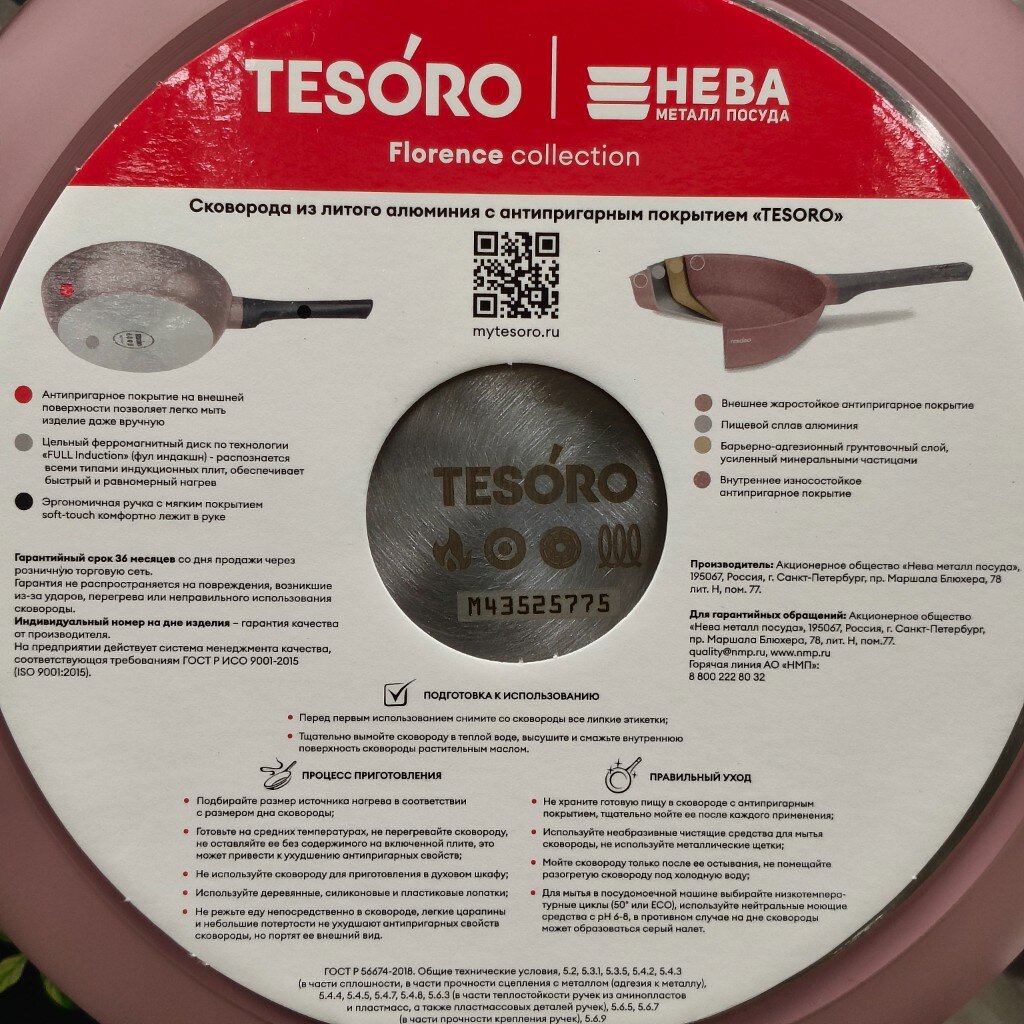 TESÓRO
НЕВА
МЕТАЛЛ ПОСУДА
Florence collection
Сковорода из литого алюминия с антипригарным покрытием «TESORO»
mytesoro.ru
Антипригарное покрытие на внешней
поверхности позволяет легко мыть
изделие даже вручную
Цельный ферромагнитный диск по технологии
«FULL Induction» (фул индакшн) - распознается
всеми типами индукционных плит, обеспечивает
быстрый и равномерный нагрев
Эргономичная ручка с мягким покрытием
soft-touch комфортно лежит в руке
Внешнее жаростойкое антипригарное покрытие
Пищевой сплав алюминия
Барьерно-адгезионный грунтовочный слой,
усиленный минеральными частицами
Внутреннее износостойкое
антипригарное покрытие
TESÓRO
M43525775
Гарантийный срок 36 месяцев со дня продажи через
розничную торговую сеть.
Гарантия не распространяется на повреждения, возникшие
из-за ударов, перегрева или неправильного использования
сковороды.
Индивидуальный номер на дне изделия – гарантия качества
от производителя.
На предприятии действует система менеджмента качества,
соответствующая требованиям ГОСТ Р ИСО 9001-2015
(ISO 9001:2015).
Производитель: Акционерное общество «Нева металл посуда»,
195067, Россия, г. Санкт-Петербург, пр. Маршала Блюхера, 78
лит. Н, пом. 77.
Для гарантийных обращений: Акционерное общество
«Нева металл посуда», 195067, Россия, г. Санкт-Петербург,
пр. Маршала Блюхера, 78, лит. Н, пом.77.
quality@nmp.ru, www.nmp.ru
Горячая линия АО «НМП»:
8 800 222 80 32
ПОДГОТОВКА К ИСПОЛЬЗОВАНИЮ
Перед первым использованием снимите со сковороды все липкие этикетки;
Тщательно вымойте сковороду в теплой воде, высушите и смажьте внутреннюю
поверхность сковороды растительным маслом.
ПРОЦЕСС ПРИГОТОВЛЕНИЯ
Подбирайте размер источника нагрева в соответствии
с размером дна сковороды;
Готовьте на средних температурах, не перегревайте сковороду,
не оставляйте ее без содержимого на включенной плите, это
может привести к ухудшению антипригарных свойств;
Не используйте сковороду для приготовления в духовом шкафу;
Используйте деревянные, силиконовые и пластиковые лопатки;
Не режьте еду непосредственно в сковороде, легкие царапины
и небольшие потертости не ухудшают антипригарных свойств
сковороды, но портят ее внешний вид.
ПРАВИЛЬНЫЙ УХОД
Не храните готовую пищу в сковороде с антипригарным
покрытием, тщательно мойте ее после каждого применения;
Используйте неабразивные чистящие средства для мытья
сковороды, не используйте металлические щетки;
Мойте сковороду только после ее остывания, не помещайте
разогретую сковороду под холодную воду;
Для мытья в посудомоечной машине выбирайте низкотемпера-
турные циклы (50° или ECO), используйте нейтральные моющие
средства с pH 6-8, в противном случае на дне сковороды
может образоваться серый налет.
ГОСТ Р 56674-2018. Общие технические условия, 5.2, 5.3.1, 5.3.5, 5.4.2, 5.4.3
(в части сплошности, в части прочности сцепления с металлом (адгезия к металлу),
5.4.4, 5.4.5, 5.4.7, 5.4.8, 5.6.3 (в части теплостойкости ручек из аминопластов
и пластмасс, а также пластмассовых деталей ручек), 5.6.5, 5.6.7
(в части прочности крепления ручек), 5.6.9